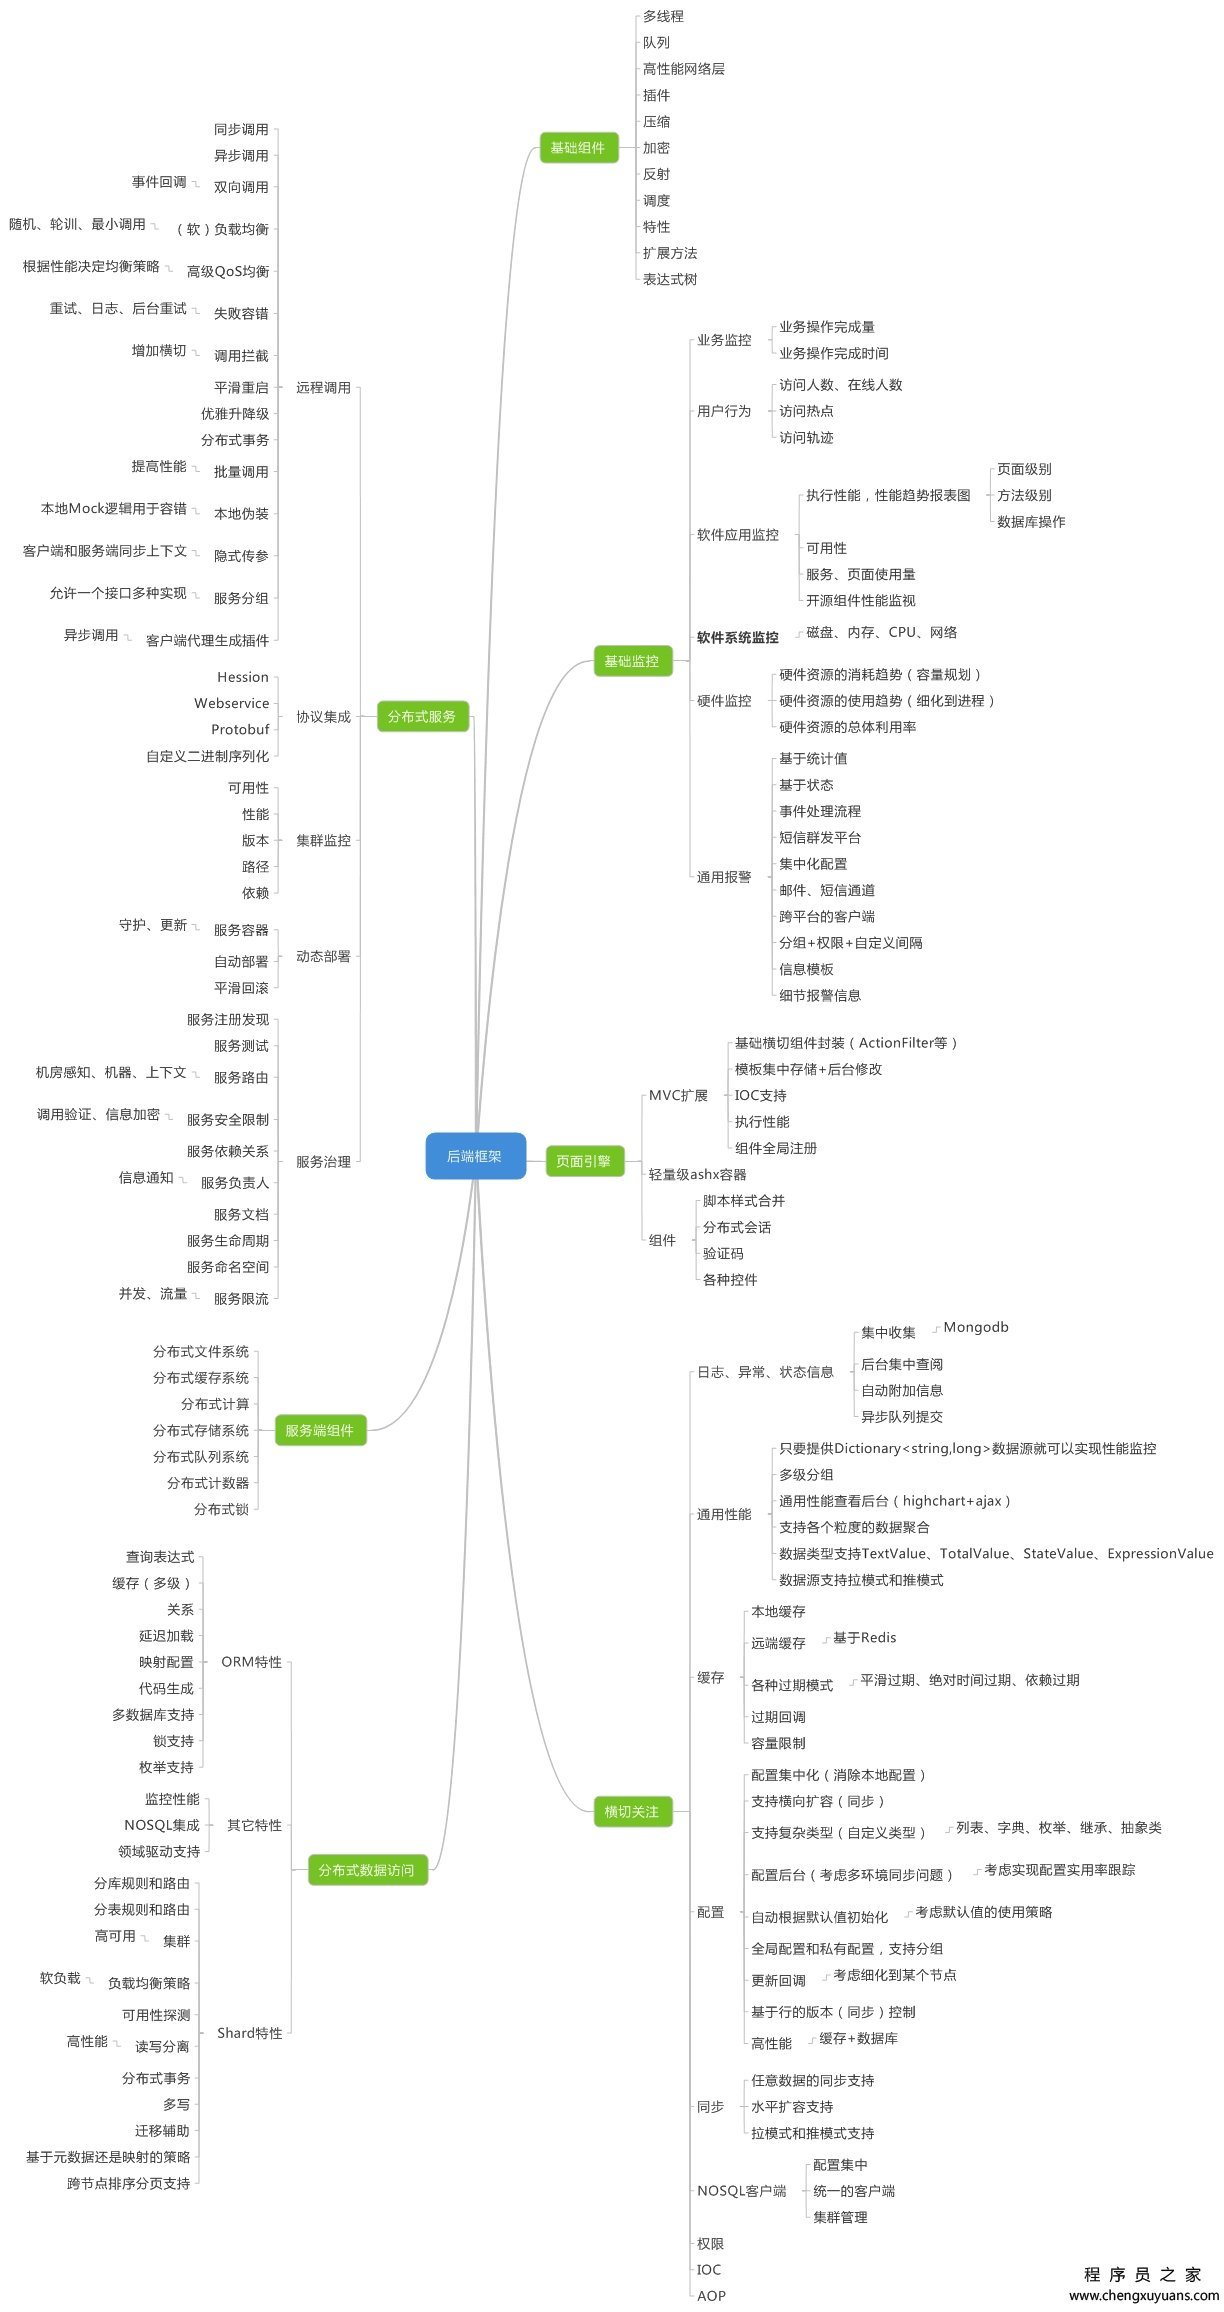 后端框架
基础组件
多线程
队列
高性能网络层
插件
压缩
加密
反射
调度
特性
扩展方法
表达式树
基础监控
业务监控
业务操作完成量
业务操作完成时间
用户行为
访问人数、在线人数
访问热点
访问轨迹
软件应用监控
执行性能，性能趋势报表图
页面级别
方法级别
数据库操作
可用性
服务、页面使用量
开源组件性能监视
软件系统监控
磁盘、内存、CPU、网络
硬件监控
硬件资源的消耗趋势（容量规划）
硬件资源的使用趋势（细化到进程）
硬件资源的总体利用率
通用报警
基于统计值
基于状态
事件处理流程
短信群发平台
集中化配置
邮件、短信通道
跨平台的客户端
分组+权限+自定义间隔
信息模板
细节报警信息
页面引擎
MVC扩展
基础横切组件封装（ActionFilter等）
模板集中存储+后台修改
IOC支持
执行性能
组件全局注册
轻量级ashx容器
组件
脚本样式合并
分布式会话
验证码
各种控件
横切关注
日志、异常、状态信息
集中收集
Mongodb
后台集中查阅
自动附加信息
异步队列提交
通用性能
只要提供Dictionary<string,long>数据源就可以实现性能监控
多级分组
通用性能查看后台（highchart+ajax）
支持各个粒度的数据聚合
数据类型支持TextValue、TotalValue、StateValue、ExpressionValue
数据源支持拉模式和推模式
缓存
本地缓存
远端缓存
基于Redis
各种过期模式
平滑过期、绝对时间过期、依赖过期
过期回调
容量限制
配置
配置集中化（消除本地配置）
支持横向扩容（同步）
支持复杂类型（自定义类型）
列表、字典、枚举、继承、抽象类
配置后台（考虑多环境同步问题）
考虑实现配置实用率跟踪
自动根据默认值初始化
考虑默认值的使用策略
全局配置和私有配置，支持分组
更新回调
考虑细化到某个节点
基于行的版本（同步）控制
高性能
缓存+数据库
同步
任意数据的同步支持
水平扩容支持
拉模式和推模式支持
NOSQL客户端
配置集中
统一的客户端
集群管理
权限
IOC
AOP
分布式服务
远程调用
同步调用
异步调用
双向调用
事件回调
（软）负载均衡
随机、轮训、最小调用
高级QoS均衡
根据性能决定均衡策略
失败容错
重试、日志、后台重试
调用拦截
增加横切
平滑重启
优雅升降级
分布式事务
批量调用
提高性能
本地伪装
本地Mock逻辑用于容错
隐式传参
客户端和服务端同步上下文
服务分组
允许一个接口多种实现
客户端代理生成插件
异步调用
协议集成
Hession
Webservice
Protobuf
自定义二进制序列化
集群监控
可用性
性能
版本
路径
依赖
动态部署
服务容器
守护、更新
自动部署
平滑回滚
服务治理
服务注册发现
服务测试
服务路由
机房感知、机器、上下文
服务安全限制
调用验证、信息加密
服务依赖关系
服务负责人
信息通知
服务文档
服务生命周期
服务命名空间
服务限流
并发、流量
服务端组件
分布式文件系统
分布式缓存系统
分布式计算
分布式存储系统
分布式队列系统
分布式计数器
分布式锁
分布式数据访问
ORM特性
查询表达式
缓存（多级）
关系
延迟加载
映射配置
代码生成
多数据库支持
锁支持
枚举支持
其它特性
监控性能
NOSQL集成
领域驱动支持
Shard特性
分库规则和路由
分表规则和路由
集群
高可用
负载均衡策略
软负载
可用性探测
读写分离
高性能
分布式事务
多写
迁移辅助
基于元数据还是映射的策略
跨节点排序分页支持
程序员之家
www.chengxuyuans.com